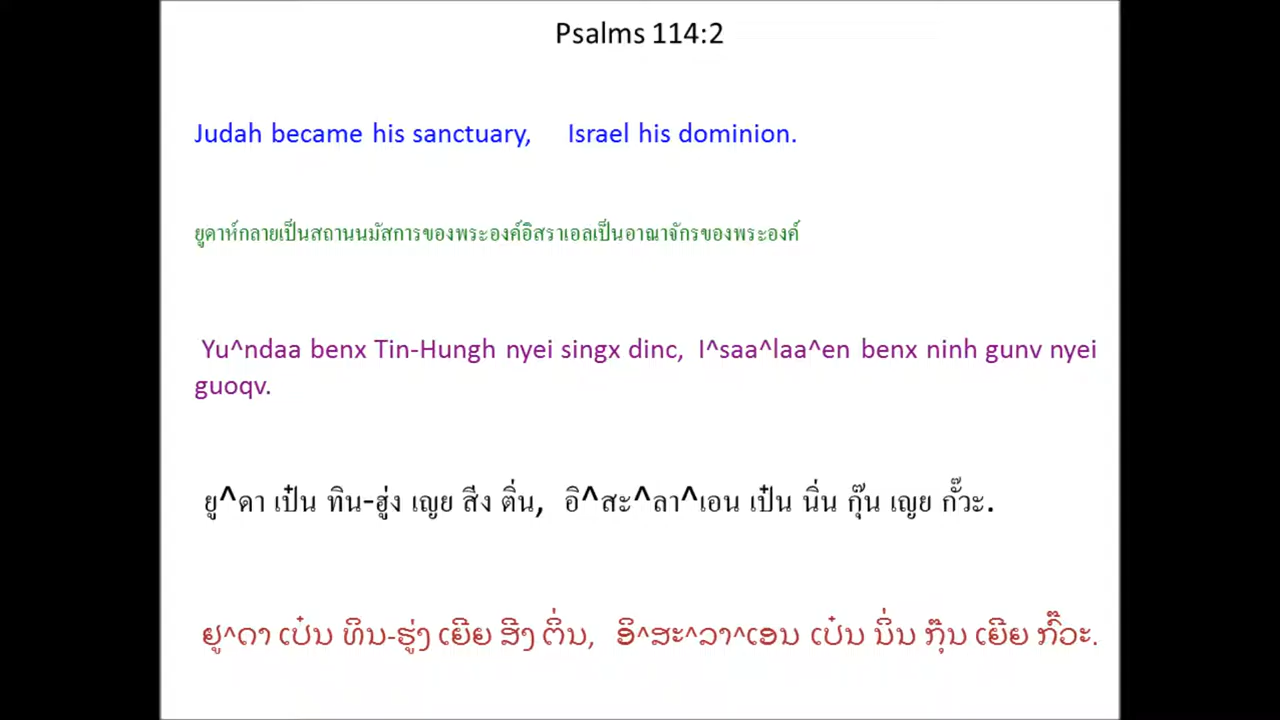 Psalms 114:2
Judah became his sanctuary, Israel his dominion.
ยูดาห์กลายเป็นสถานนมัสการของพระองค์อิสราเอลเป็นอาณาจักรของพระองค์
Yu^ndaa benx Tin-Hungh nyei singx dinc, I^saa^laa^en benx ninh gunv nyei
guoqv.
ยู^ดา เป๋น ทิน-ฮู่ง เญย สีง ติ่น, อิ^สะ^ลา^เอน เป๋น นิ่น กุ๊น เญย กั๊วะ.
ຢູ^ດາ ເປ໋ນ ທິນ-ຮູ່ງ ເຍີຍ ສີງ ຕິ່ນ, ອິ^ສະ^ລາ^ເອນ ເປ໋ນ ນິ່ນ ກຸ໊ນ ເຍີຍ ກົ໊ວະ.